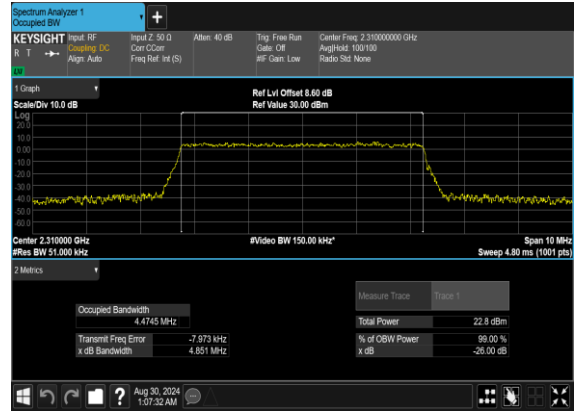 Spectrum Analyzer 1
Occupied BW
KEYSIGHT Input: RF Input Z: 50 Ω Atten: 40 dB Trig: Free Run Center Freq: 2.310000000 GHz
R T Coupling: DC Corr CCorr Gate: Off Avg|Hold: 100/100
Align: Auto Freq Ref: Int (S) #IF Gain: Low Radio Std: None
1 Graph
Ref Lvl Offset 8.60 dB
Scale/Div 10.0 dB Ref Value 30.00 dBm
Log
20.0
10.0
0.00
-10.0
-20.0
-30.0
-40.0
-50.0
-60.0
Center 2.310000 GHz #Video BW 150.00 kHz* Span 10 MHz
#Res BW 51.000 kHz Sweep 4.80 ms (1001 pts)
2 Metrics
Measure Trace Trace 1
Occupied Bandwidth
4.4745 MHz
Total Power 22.8 dBm
Transmit Freq Error -7.973 kHz % of OBW Power 99.00 %
x dB Bandwidth 4.851 MHz x dB -26.00 dB
? Aug 30, 2024
1:07:32 AM